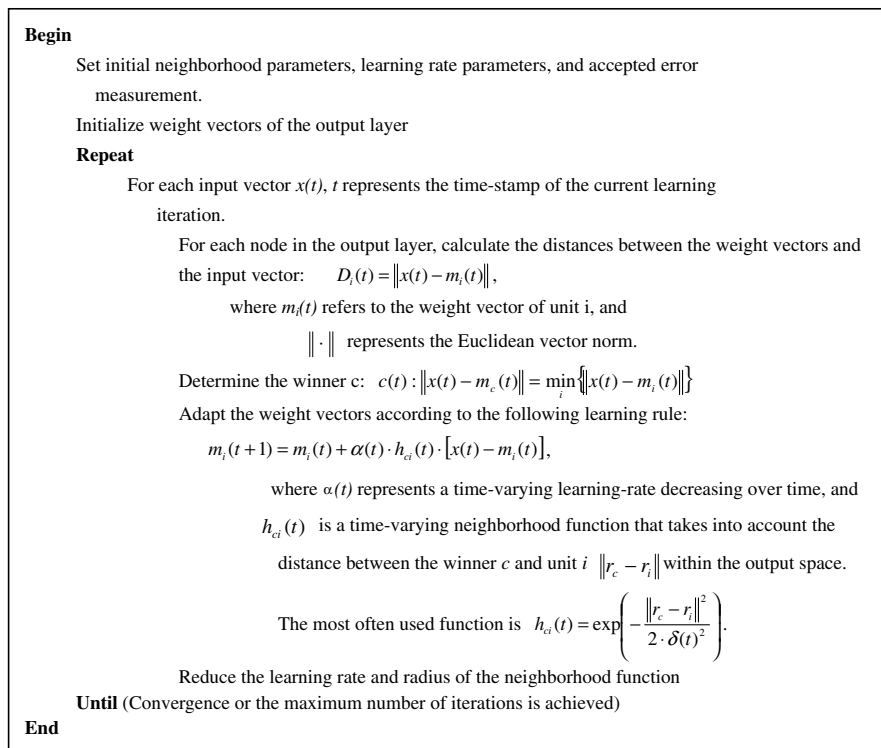 Begin
Set initial neighborhood parameters, learning rate parameters, and accepted error
measurement.
Initialize weight vectors of the output layer
Repeat
For each input vector x(t), t represents the time-stamp of the current learning
iteration.
For each node in the output layer, calculate the distances between the weight vectors and
the input vector: D_i(t) = ‖x(t) − m_i(t)‖,
where m_i(t) refers to the weight vector of unit i, and
‖ · ‖ represents the Euclidean vector norm.
Determine the winner c: c(t) : ‖x(t) − m_c(t)‖ = min_i {‖x(t) − m_i(t)‖}
Adapt the weight vectors according to the following learning rule:
m_i(t+1) = m_i(t) + α(t) · h_ci(t) · [x(t) − m_i(t)],
where α(t) represents a time-varying learning-rate decreasing over time, and
h_ci(t) is a time-varying neighborhood function that takes into account the
distance between the winner c and unit i ‖r_c − r_i‖ within the output space.
The most often used function is h_ci(t) = exp(−‖r_c − r_i‖² / (2 · δ(t)²)).
Reduce the learning rate and radius of the neighborhood function
Until (Convergence or the maximum number of iterations is achieved)
End